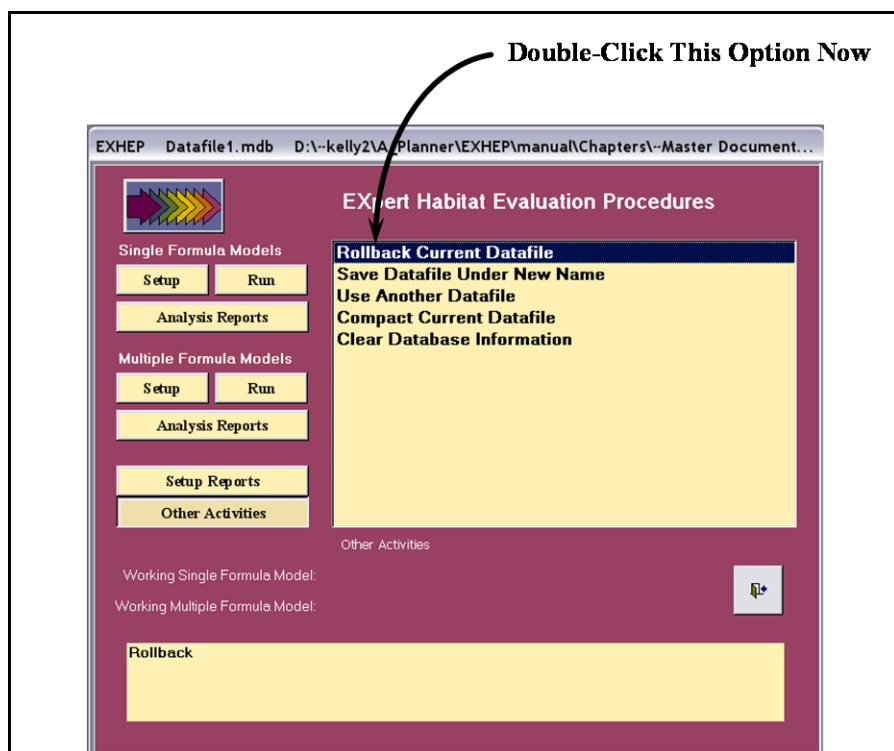 Double-Click This Option Now
EXHEP Datafile1.mdb D:\--kelly2\A_Planner\EXHEP\manual\Chapters\--Master Document...
EXpert Habitat Evaluation Procedures
Single Formula Models
Setup Run
Analysis Reports
Multiple Formula Models
Setup Run
Analysis Reports
Setup Reports
Other Activities
Rollback Current Datafile
Save Datafile Under New Name
Use Another Datafile
Compact Current Datafile
Clear Database Information
Other Activities
Working Single Formula Model:
Working Multiple Formula Model:
Rollback